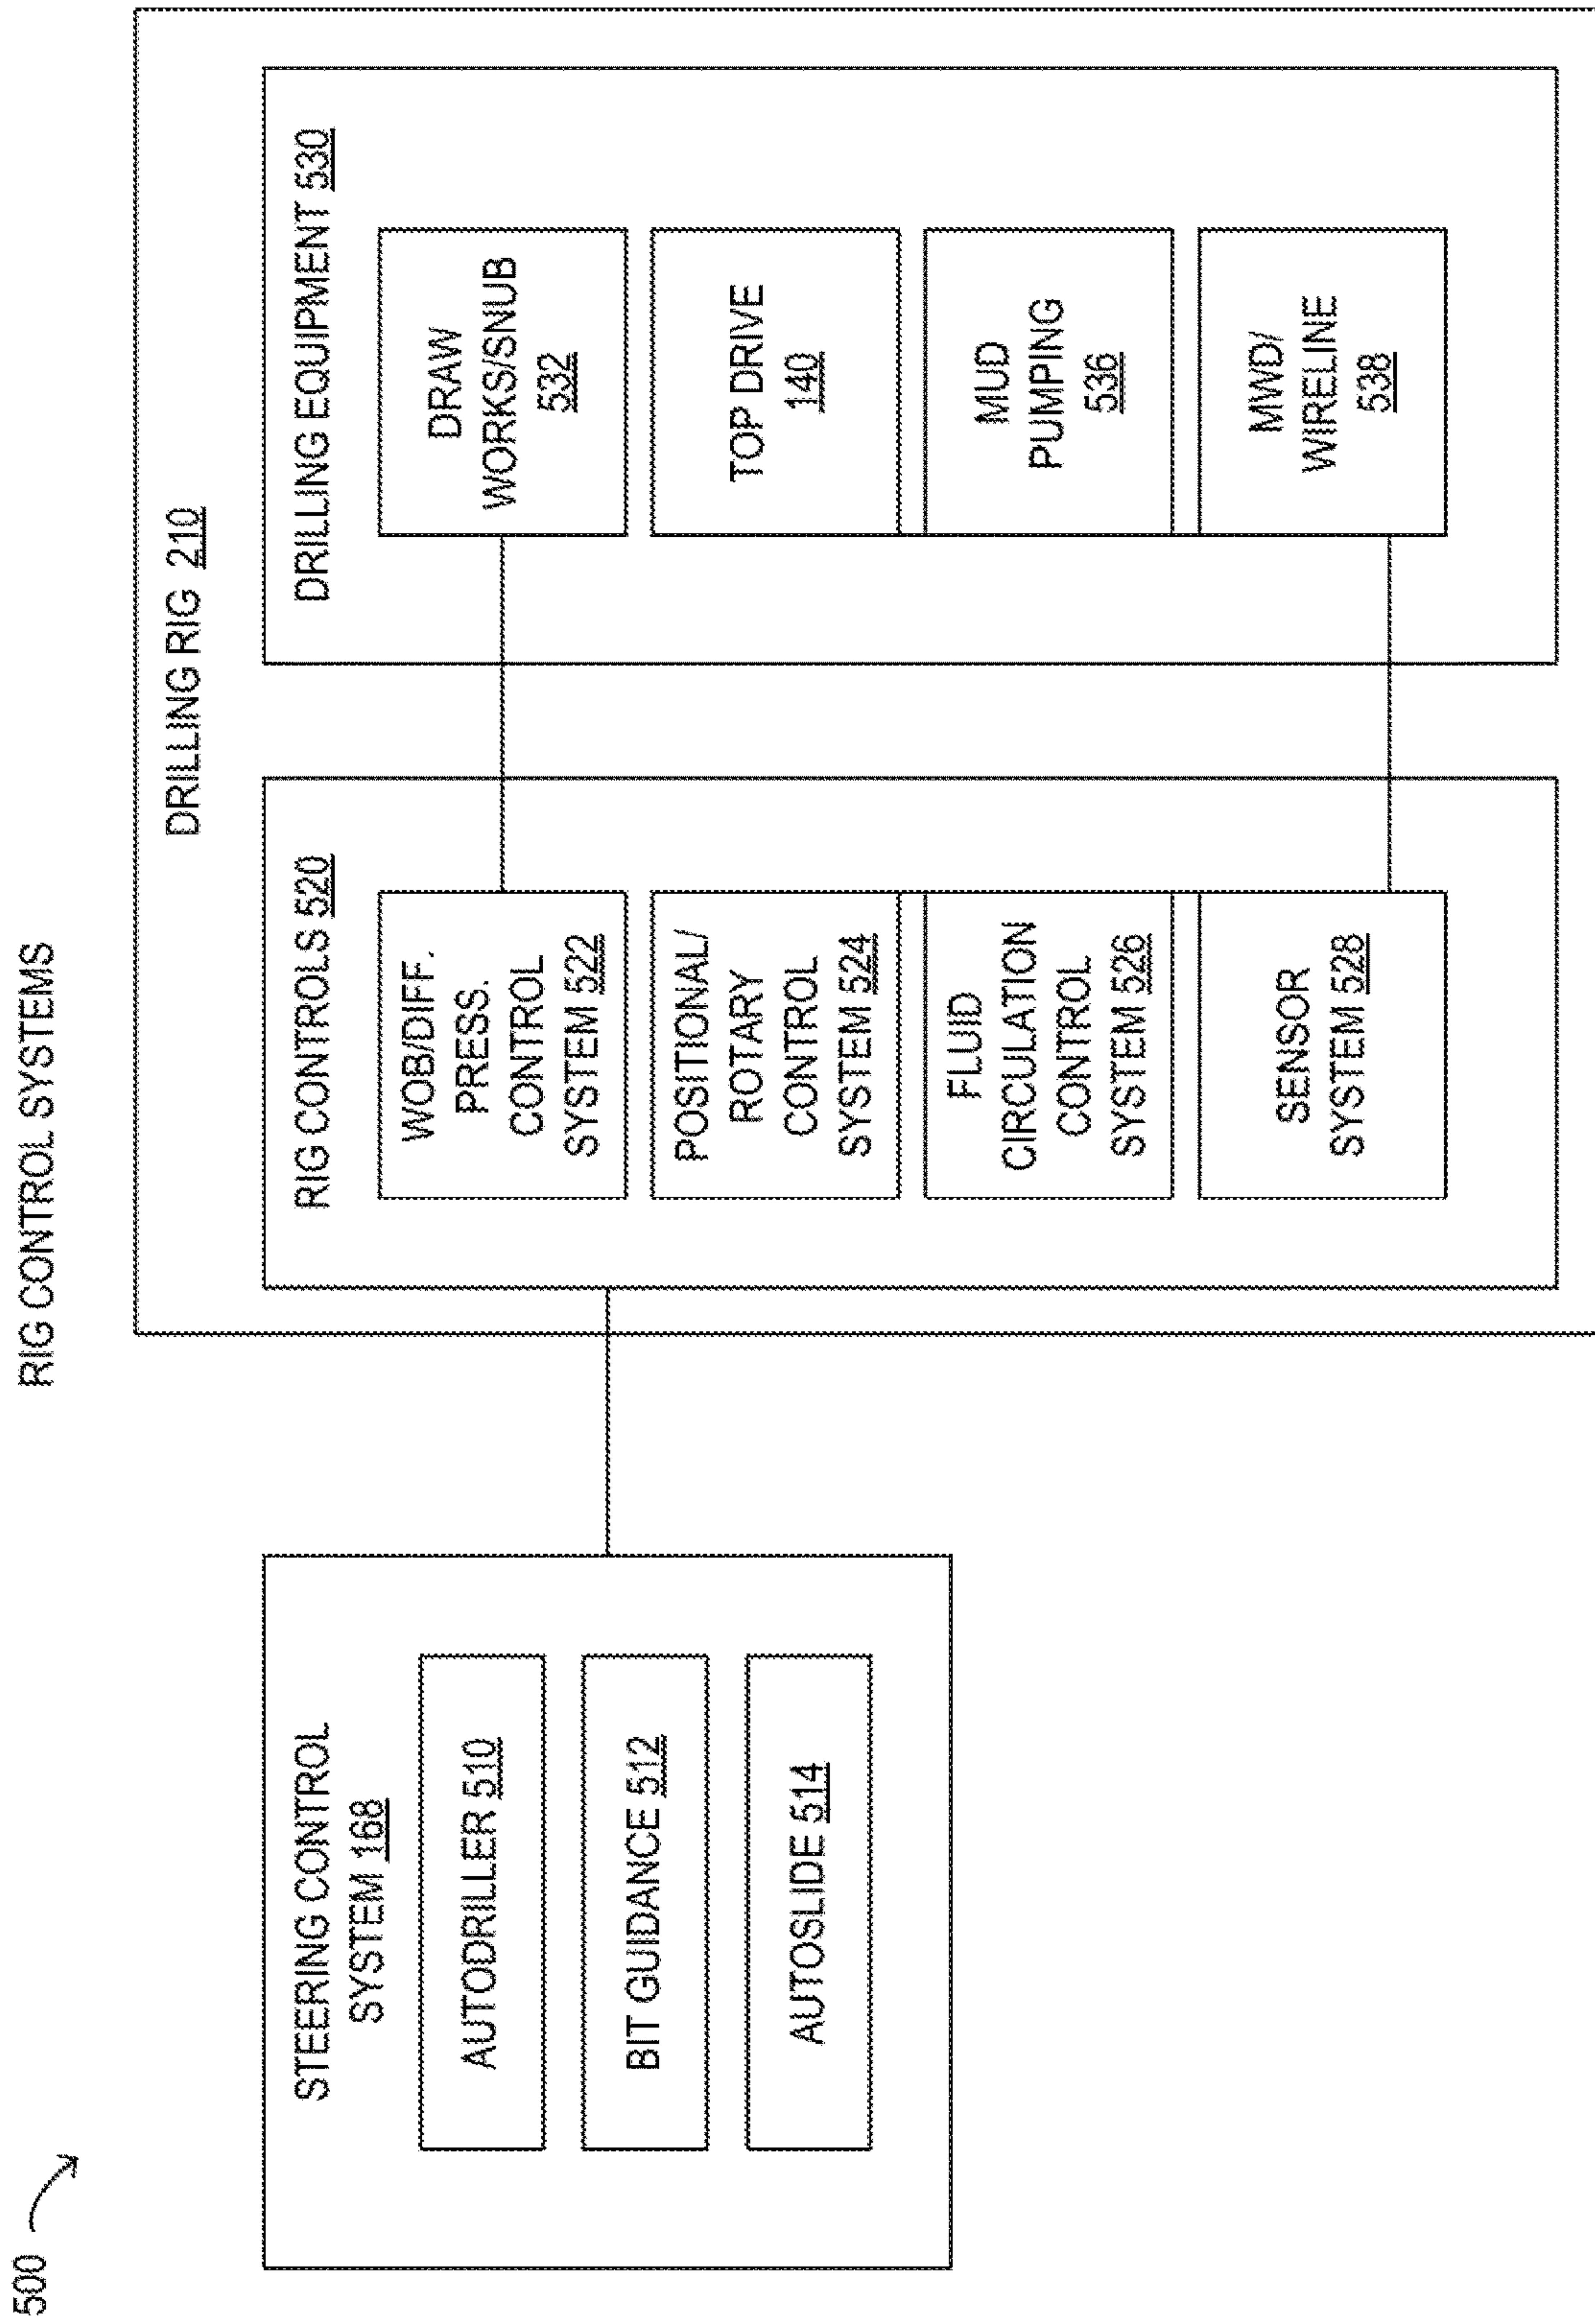 500
RIG CONTROL SYSTEMS
STEERING CONTROL
SYSTEM 168
AUTODRILLER 510
BIT GUIDANCE 512
AUTOSLIDE 514
DRILLING RIG 210
RIG CONTROLS 520
WOB/DIFF.
PRESS.
CONTROL
SYSTEM 522
POSITIONAL/
ROTARY
CONTROL
SYSTEM 524
FLUID
CIRCULATION
CONTROL
SYSTEM 526
SENSOR
SYSTEM 528
DRILLING EQUIPMENT 530
DRAW
WORKS/SNUB
532
TOP DRIVE
140
MUD
PUMPING
536
MWD/
WIRELINE
538